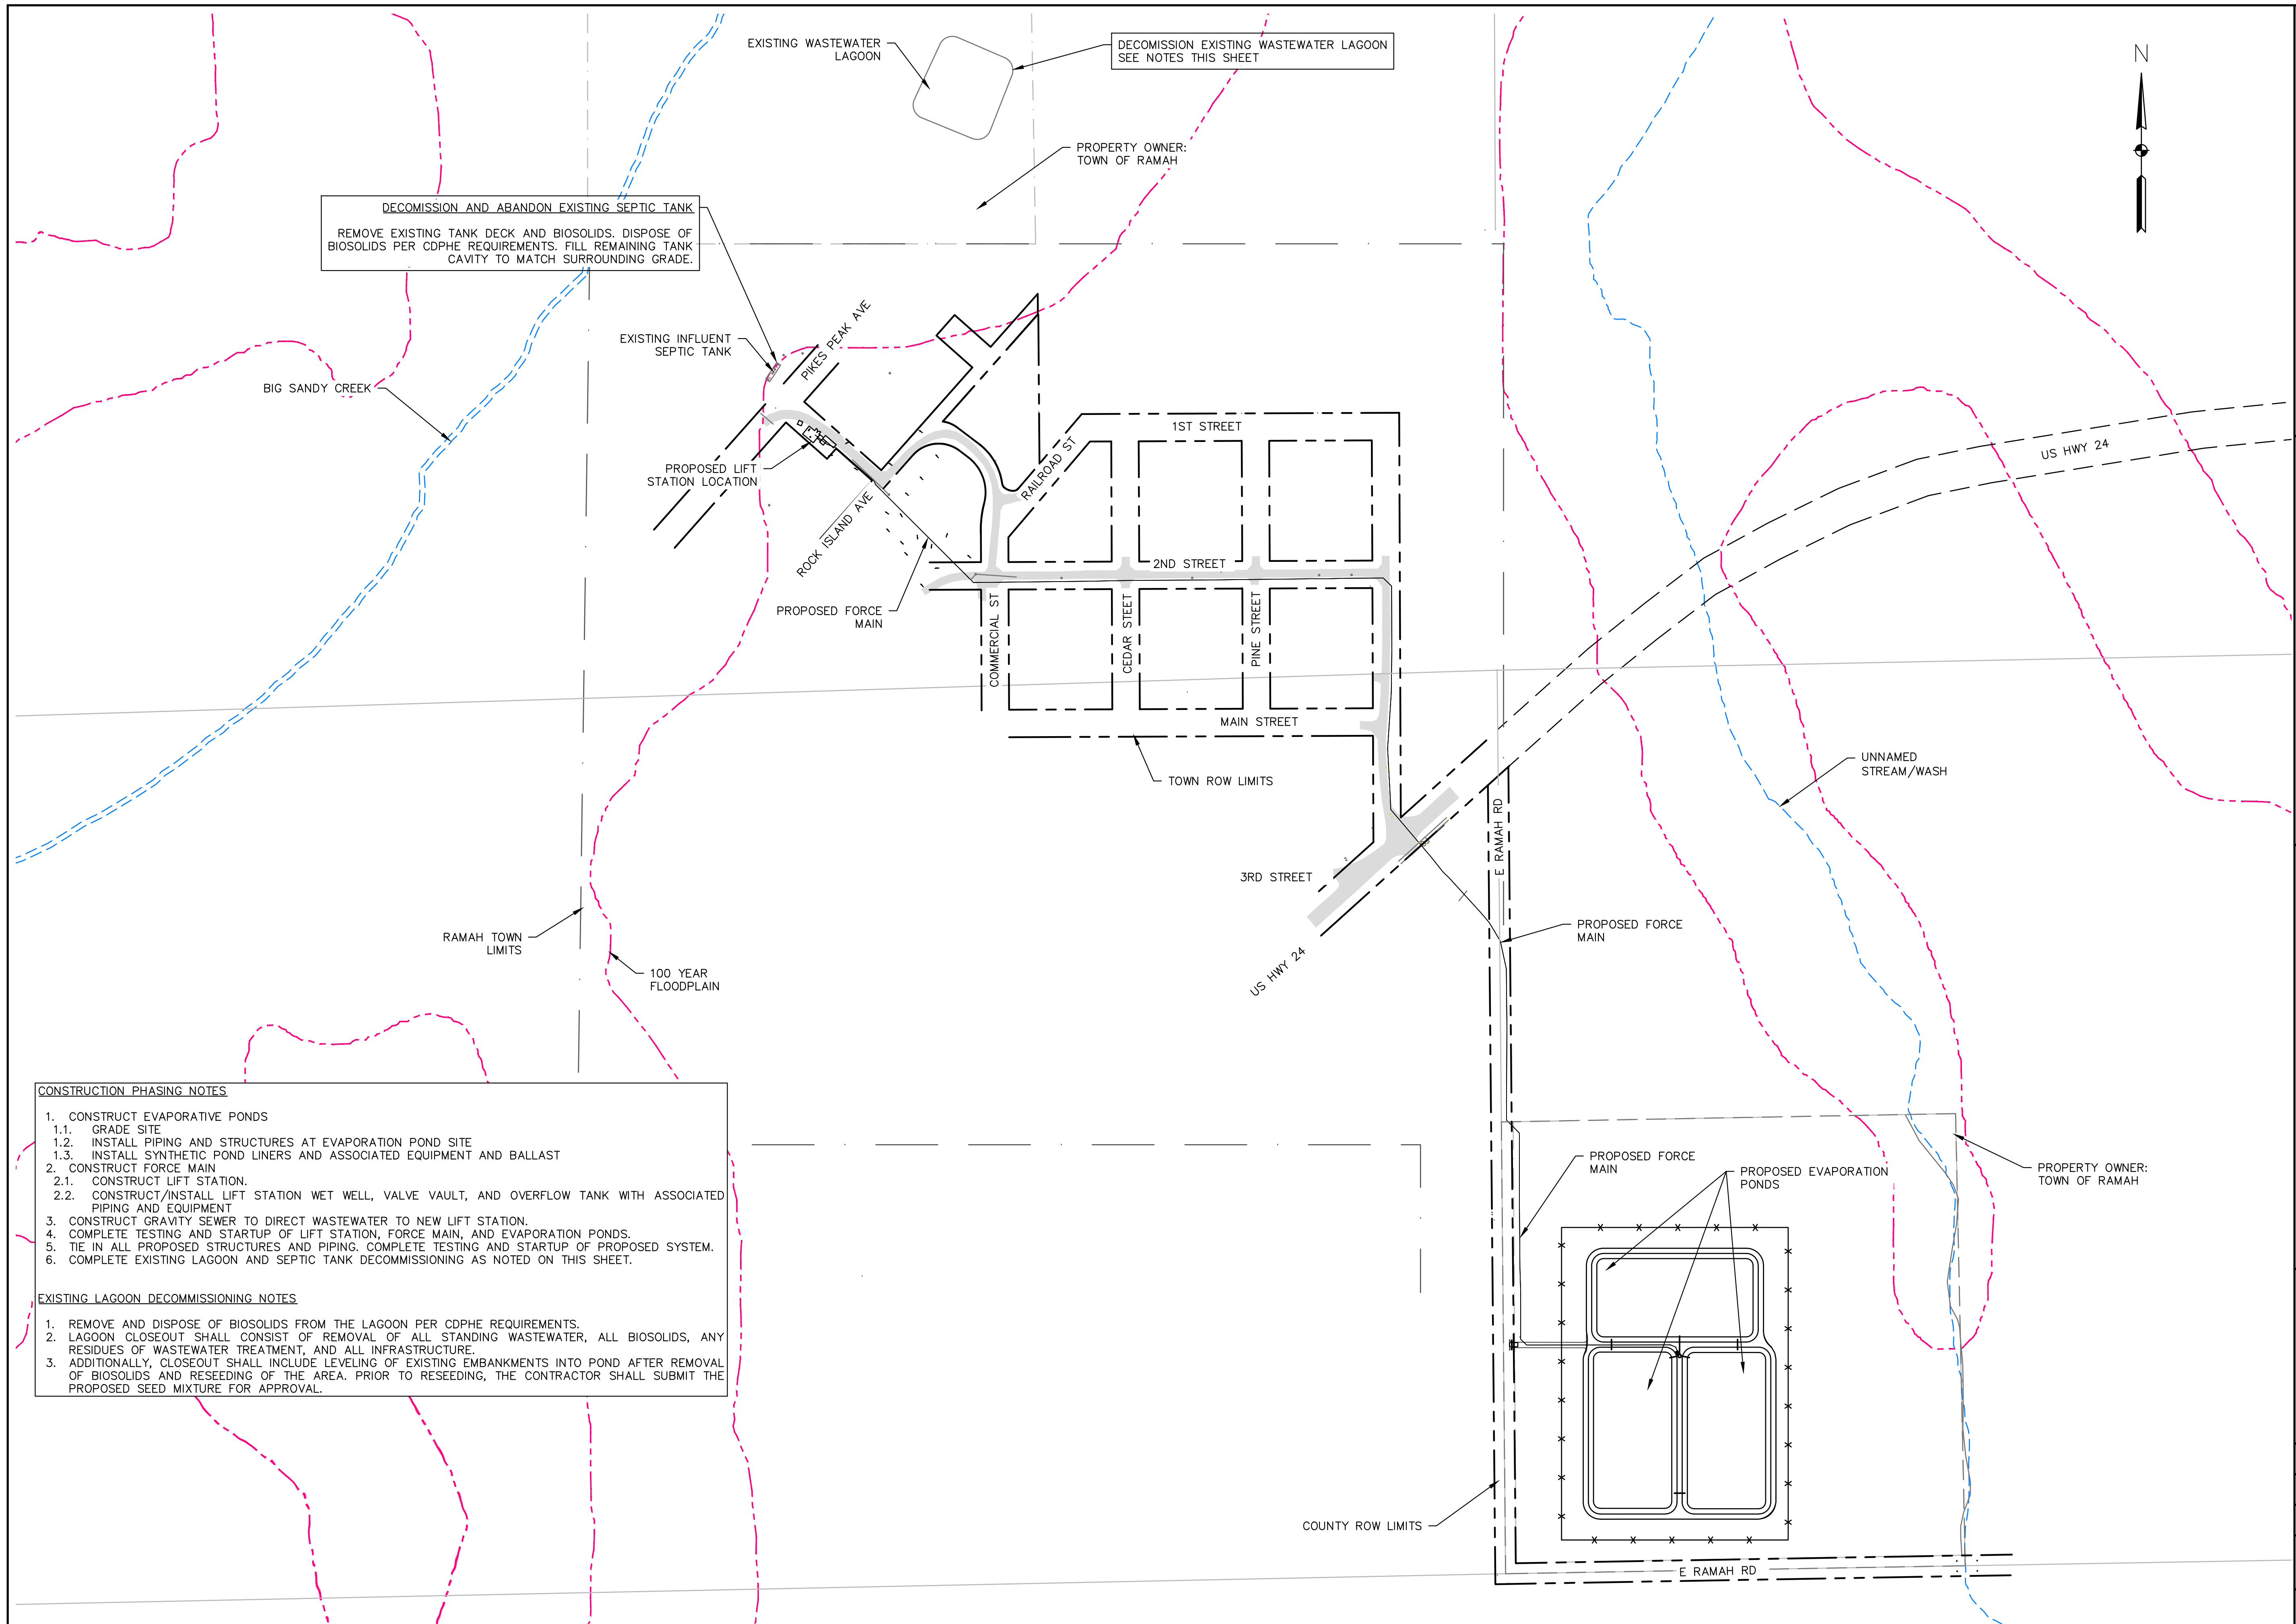 EXISTING WASTEWATER
LAGOON
DECOMISSION EXISTING WASTEWATER LAGOON
SEE NOTES THIS SHEET
N
PROPERTY OWNER:
TOWN OF RAMAH
DECOMISSION AND ABANDON EXISTING SEPTIC TANK
REMOVE EXISTING TANK DECK AND BIOSOLIDS. DISPOSE OF
BIOSOLIDS PER CDPHE REQUIREMENTS. FILL REMAINING TANK
CAVITY TO MATCH SURROUNDING GRADE.
EXISTING INFLUENT
SEPTIC TANK
PIKES PEAK AVE
BIG SANDY CREEK
1ST STREET
RAILROAD ST
US HWY 24
PROPOSED LIFT
STATION LOCATION
ROCK ISLAND AVE
2ND STREET
PROPOSED FORCE
MAIN
COMMERCIAL ST
CEDAR STEET
PINE STREET
MAIN STREET
TOWN ROW LIMITS
UNNAMED
STREAM/WASH
E RAMAH RD
3RD STREET
PROPOSED FORCE
MAIN
RAMAH TOWN
LIMITS
100 YEAR
FLOODPLAIN
US HWY 24
CONSTRUCTION PHASING NOTES
1. CONSTRUCT EVAPORATIVE PONDS
1.1. GRADE SITE
1.2. INSTALL PIPING AND STRUCTURES AT EVAPORATION POND SITE
1.3. INSTALL SYNTHETIC POND LINERS AND ASSOCIATED EQUIPMENT AND BALLAST
2. CONSTRUCT FORCE MAIN
2.1. CONSTRUCT LIFT STATION.
2.2. CONSTRUCT/INSTALL LIFT STATION WET WELL, VALVE VAULT, AND OVERFLOW TANK WITH ASSOCIATED
PIPING AND EQUIPMENT
3. CONSTRUCT GRAVITY SEWER TO DIRECT WASTEWATER TO NEW LIFT STATION.
4. COMPLETE TESTING AND STARTUP OF LIFT STATION, FORCE MAIN, AND EVAPORATION PONDS.
5. TIE IN ALL PROPOSED STRUCTURES AND PIPING. COMPLETE TESTING AND STARTUP OF PROPOSED SYSTEM.
6. COMPLETE EXISTING LAGOON AND SEPTIC TANK DECOMMISSIONING AS NOTED ON THIS SHEET.
EXISTING LAGOON DECOMMISSIONING NOTES
1. REMOVE AND DISPOSE OF BIOSOLIDS FROM THE LAGOON PER CDPHE REQUIREMENTS.
2. LAGOON CLOSEOUT SHALL CONSIST OF REMOVAL OF ALL STANDING WASTEWATER, ALL BIOSOLIDS, ANY
RESIDUES OF WASTEWATER TREATMENT, AND ALL INFRASTRUCTURE.
3. ADDITIONALLY, CLOSEOUT SHALL INCLUDE LEVELING OF EXISTING EMBANKMENTS INTO POND AFTER REMOVAL
OF BIOSOLIDS AND RESEEDING OF THE AREA. PRIOR TO RESEEDING, THE CONTRACTOR SHALL SUBMIT THE
PROPOSED SEED MIXTURE FOR APPROVAL.
PROPOSED FORCE
MAIN
PROPOSED EVAPORATION
PONDS
PROPERTY OWNER:
TOWN OF RAMAH
COUNTY ROW LIMITS
E RAMAH RD